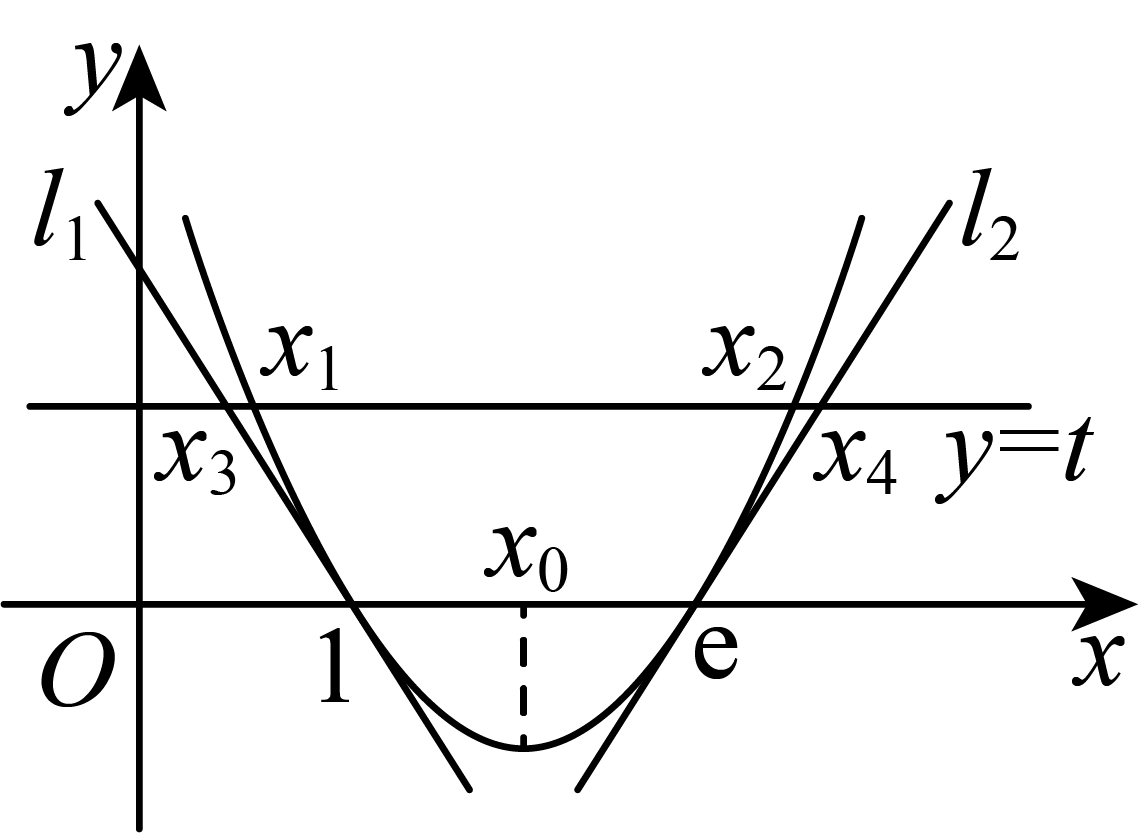 y
l₁
l₂
x₁
x₂
x₃
x₄
y=t
x₀
O
1
e
x